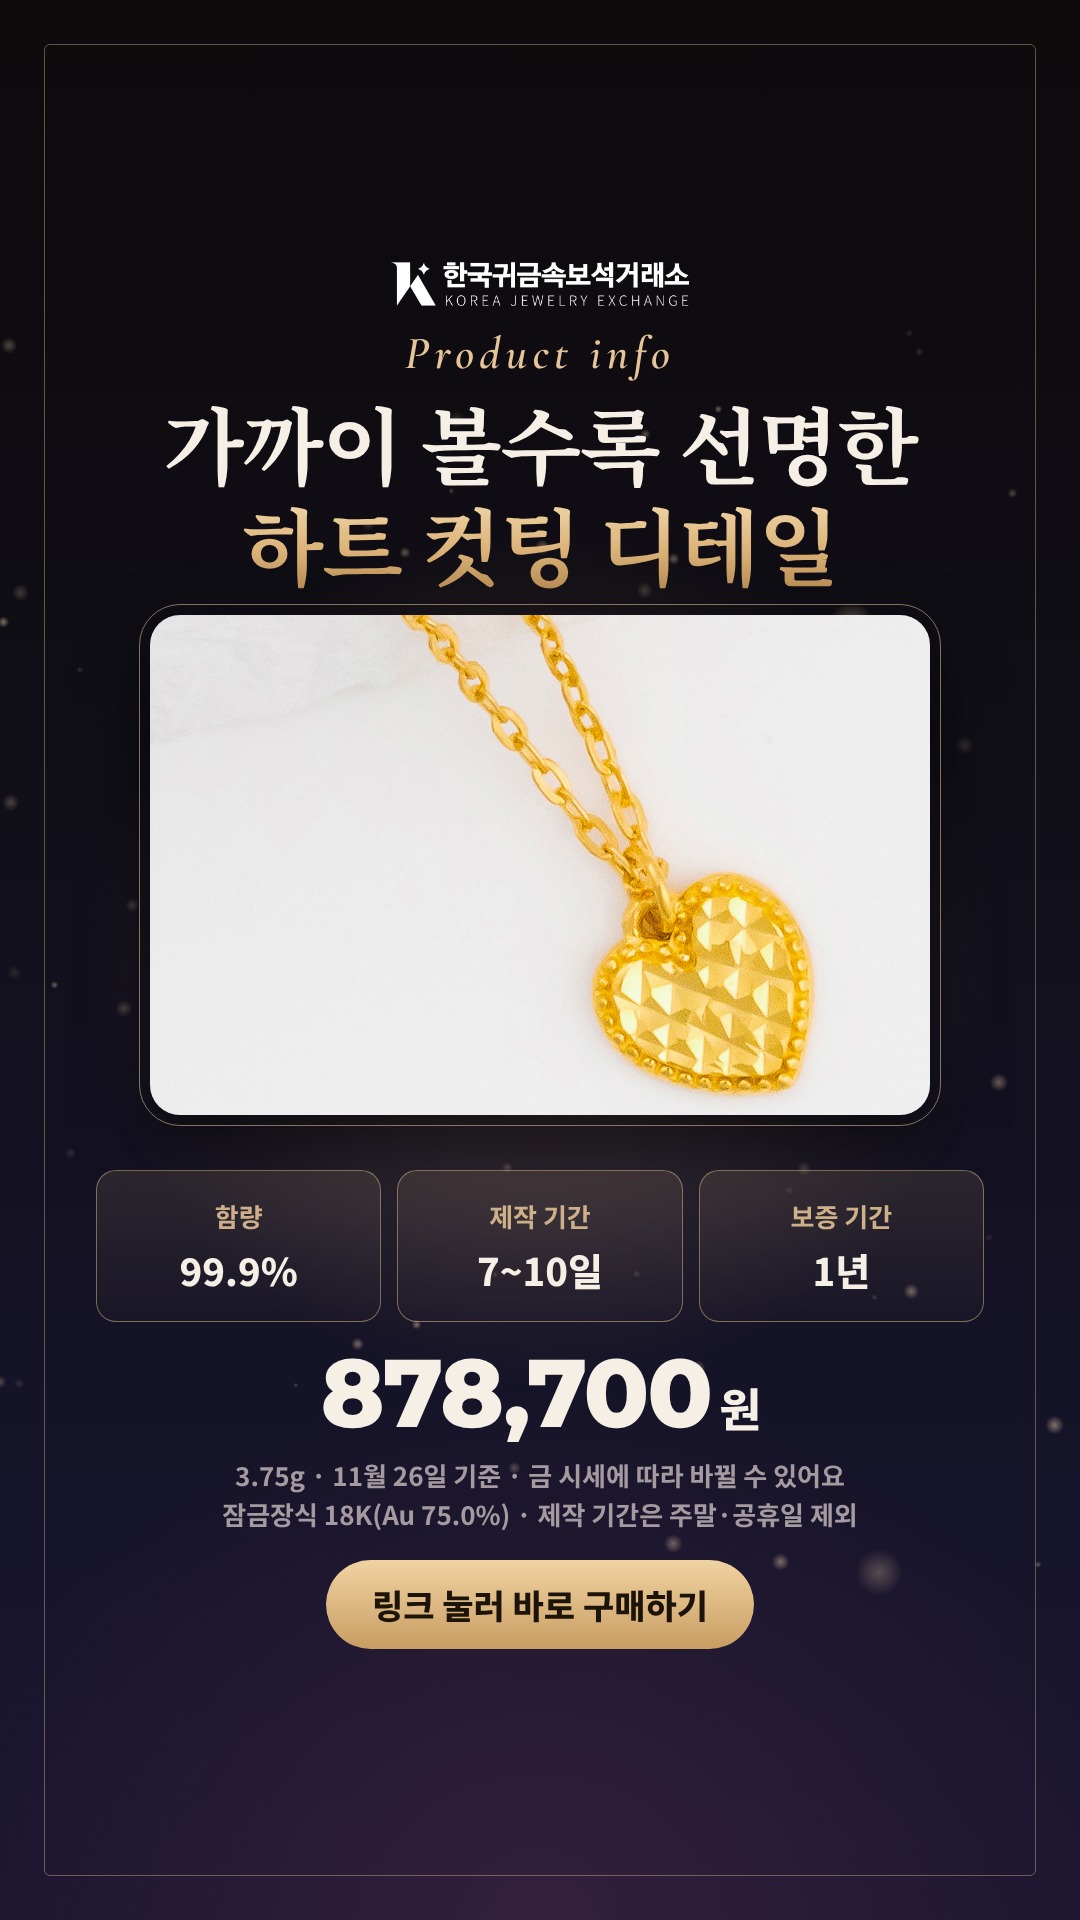 한국귀금속보석거래소
KOREA JEWELRY EXCHANGE
Product info
가까이 볼수록 선명한
하트 컷팅 디테일
함량
99.9%
제작 기간
7~10일
보증 기간
1년
878,700원
3.75g · 11월 26일 기준 · 금 시세에 따라 바뀔 수 있어요
잠금장식 18K(Au 75.0%) · 제작 기간은 주말·공휴일 제외
링크 눌러 바로 구매하기